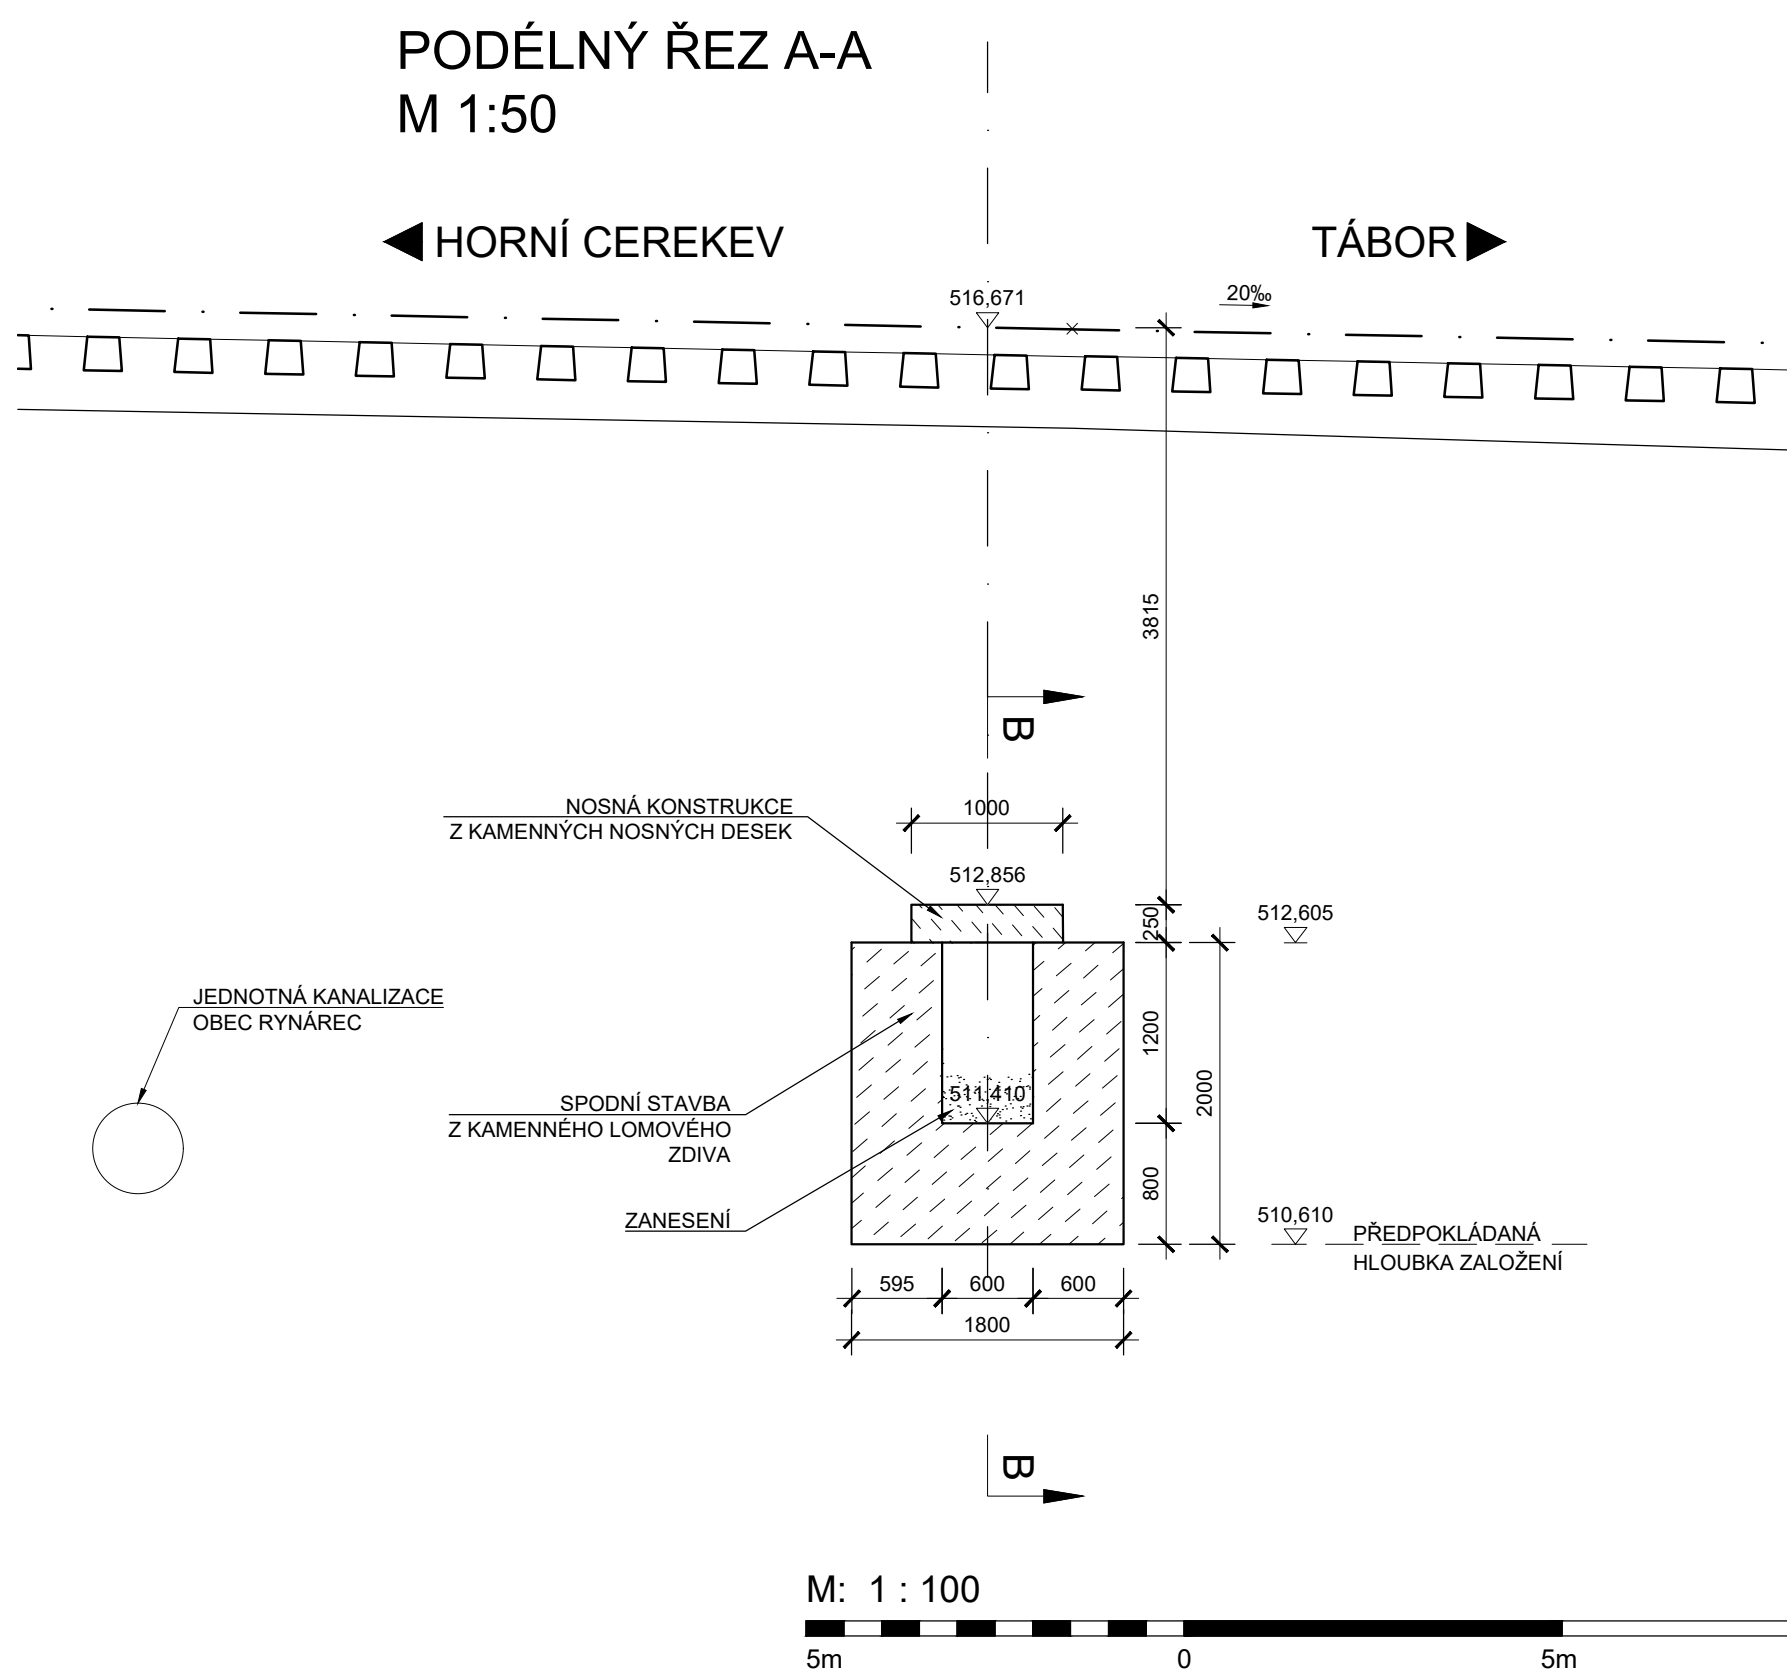 PODÉLNÝ ŘEZ A-A
M 1:50
HORNÍ CEREKEV
TÁBOR
516,671
20‰
3815
B
NOSNÁ KONSTRUKCE
Z KAMENNÝCH NOSNÝCH DESEK
1000
512,856
250
512,605
JEDNOTNÁ KANALIZACE
OBEC RYNÁREC
1200
2000
SPODNÍ STAVBA
Z KAMENNÉHO LOMOVÉHO
ZDIVA
511,410
ZANESENÍ
800
510,610
PŘEDPOKLÁDANÁ
HLOUBKA ZALOŽENÍ
595
600
600
1800
B
M: 1 : 100
5m
0
5m